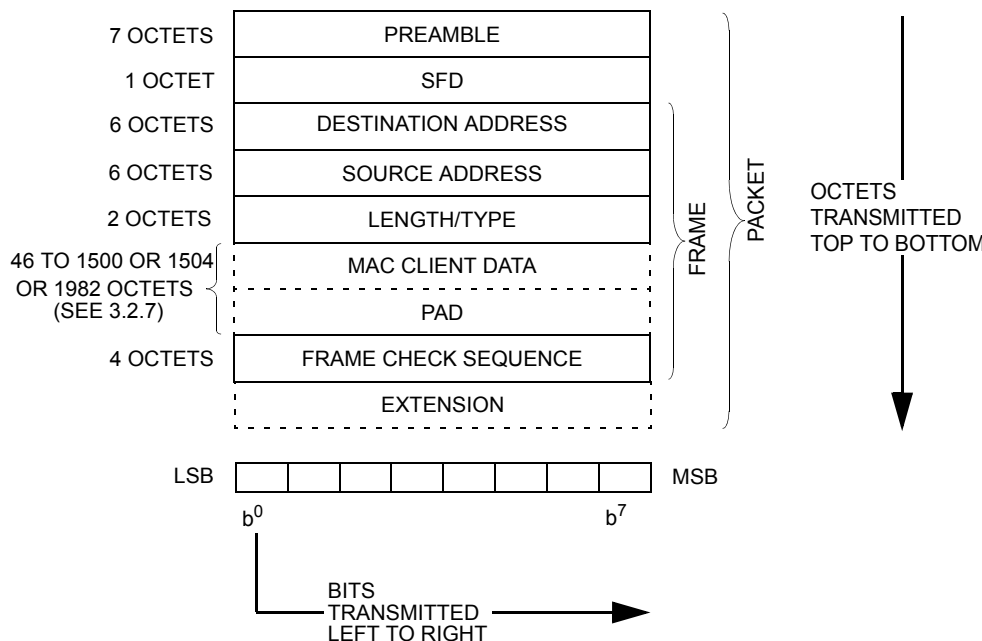 7 OCTETS PREAMBLE
1 OCTET SFD
6 OCTETS DESTINATION ADDRESS
6 OCTETS SOURCE ADDRESS
2 OCTETS LENGTH/TYPE
46 TO 1500 OR 1504
OR 1982 OCTETS
(SEE 3.2.7)
MAC CLIENT DATA
PAD
4 OCTETS FRAME CHECK SEQUENCE
EXTENSION
FRAME
PACKET
OCTETS
TRANSMITTED
TOP TO BOTTOM
LSB MSB
b⁰ b⁷
BITS
TRANSMITTED
LEFT TO RIGHT